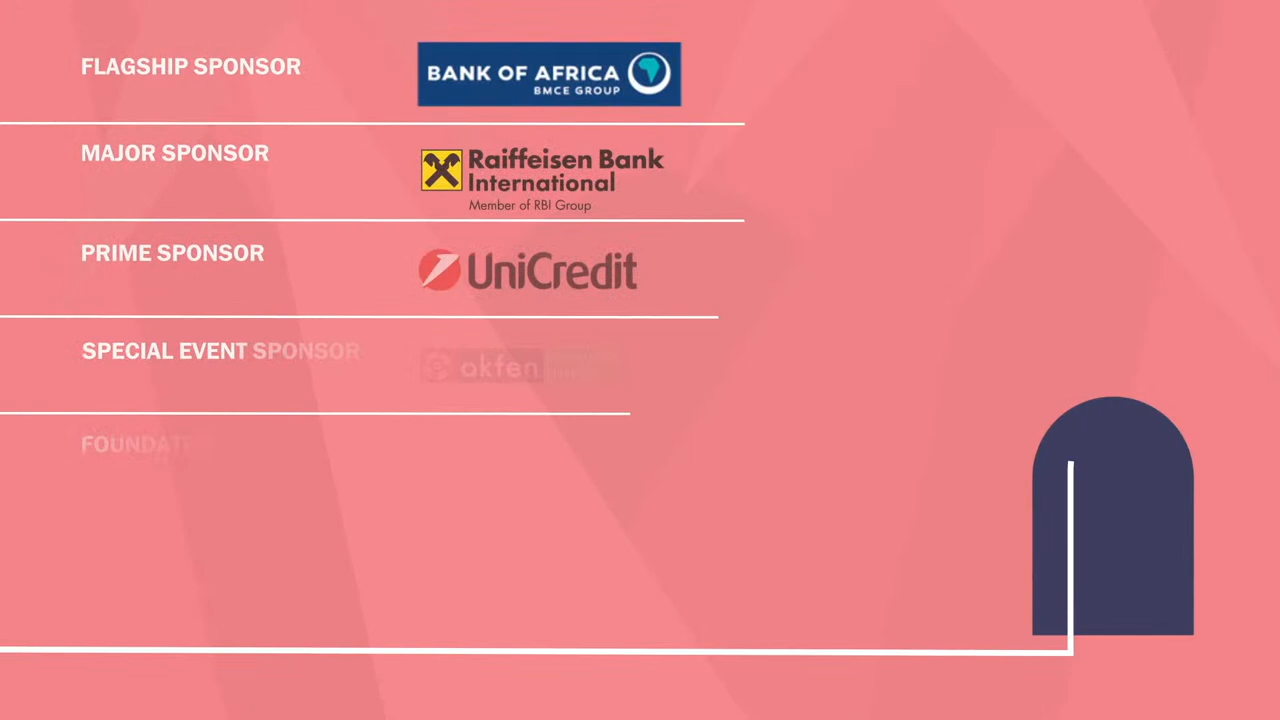 FLAGSHIP SPONSOR
BANK OF AFRICA
BMCE GROUP
MAJOR SPONSOR
Raiffeisen Bank
International
Member of RBI Group
PRIME SPONSOR
UniCredit
SPECIAL EVENT SPONSOR
akfen